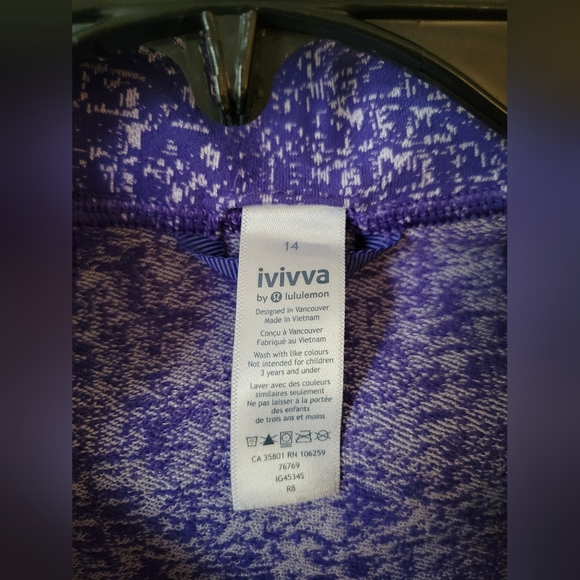 14
ivivva
by lululemon
Designed in Vancouver
Made in Vietnam
Conçu à Vancouver
Fabriqué au Vietnam
Wash with like colours
Not intended for children
3 years and under
Laver avec des couleurs
similaires seulement
Ne pas laisser à la portée
des enfants
de trois ans et moins
CA 35801 RN 106259
76769
IG4534S
R8